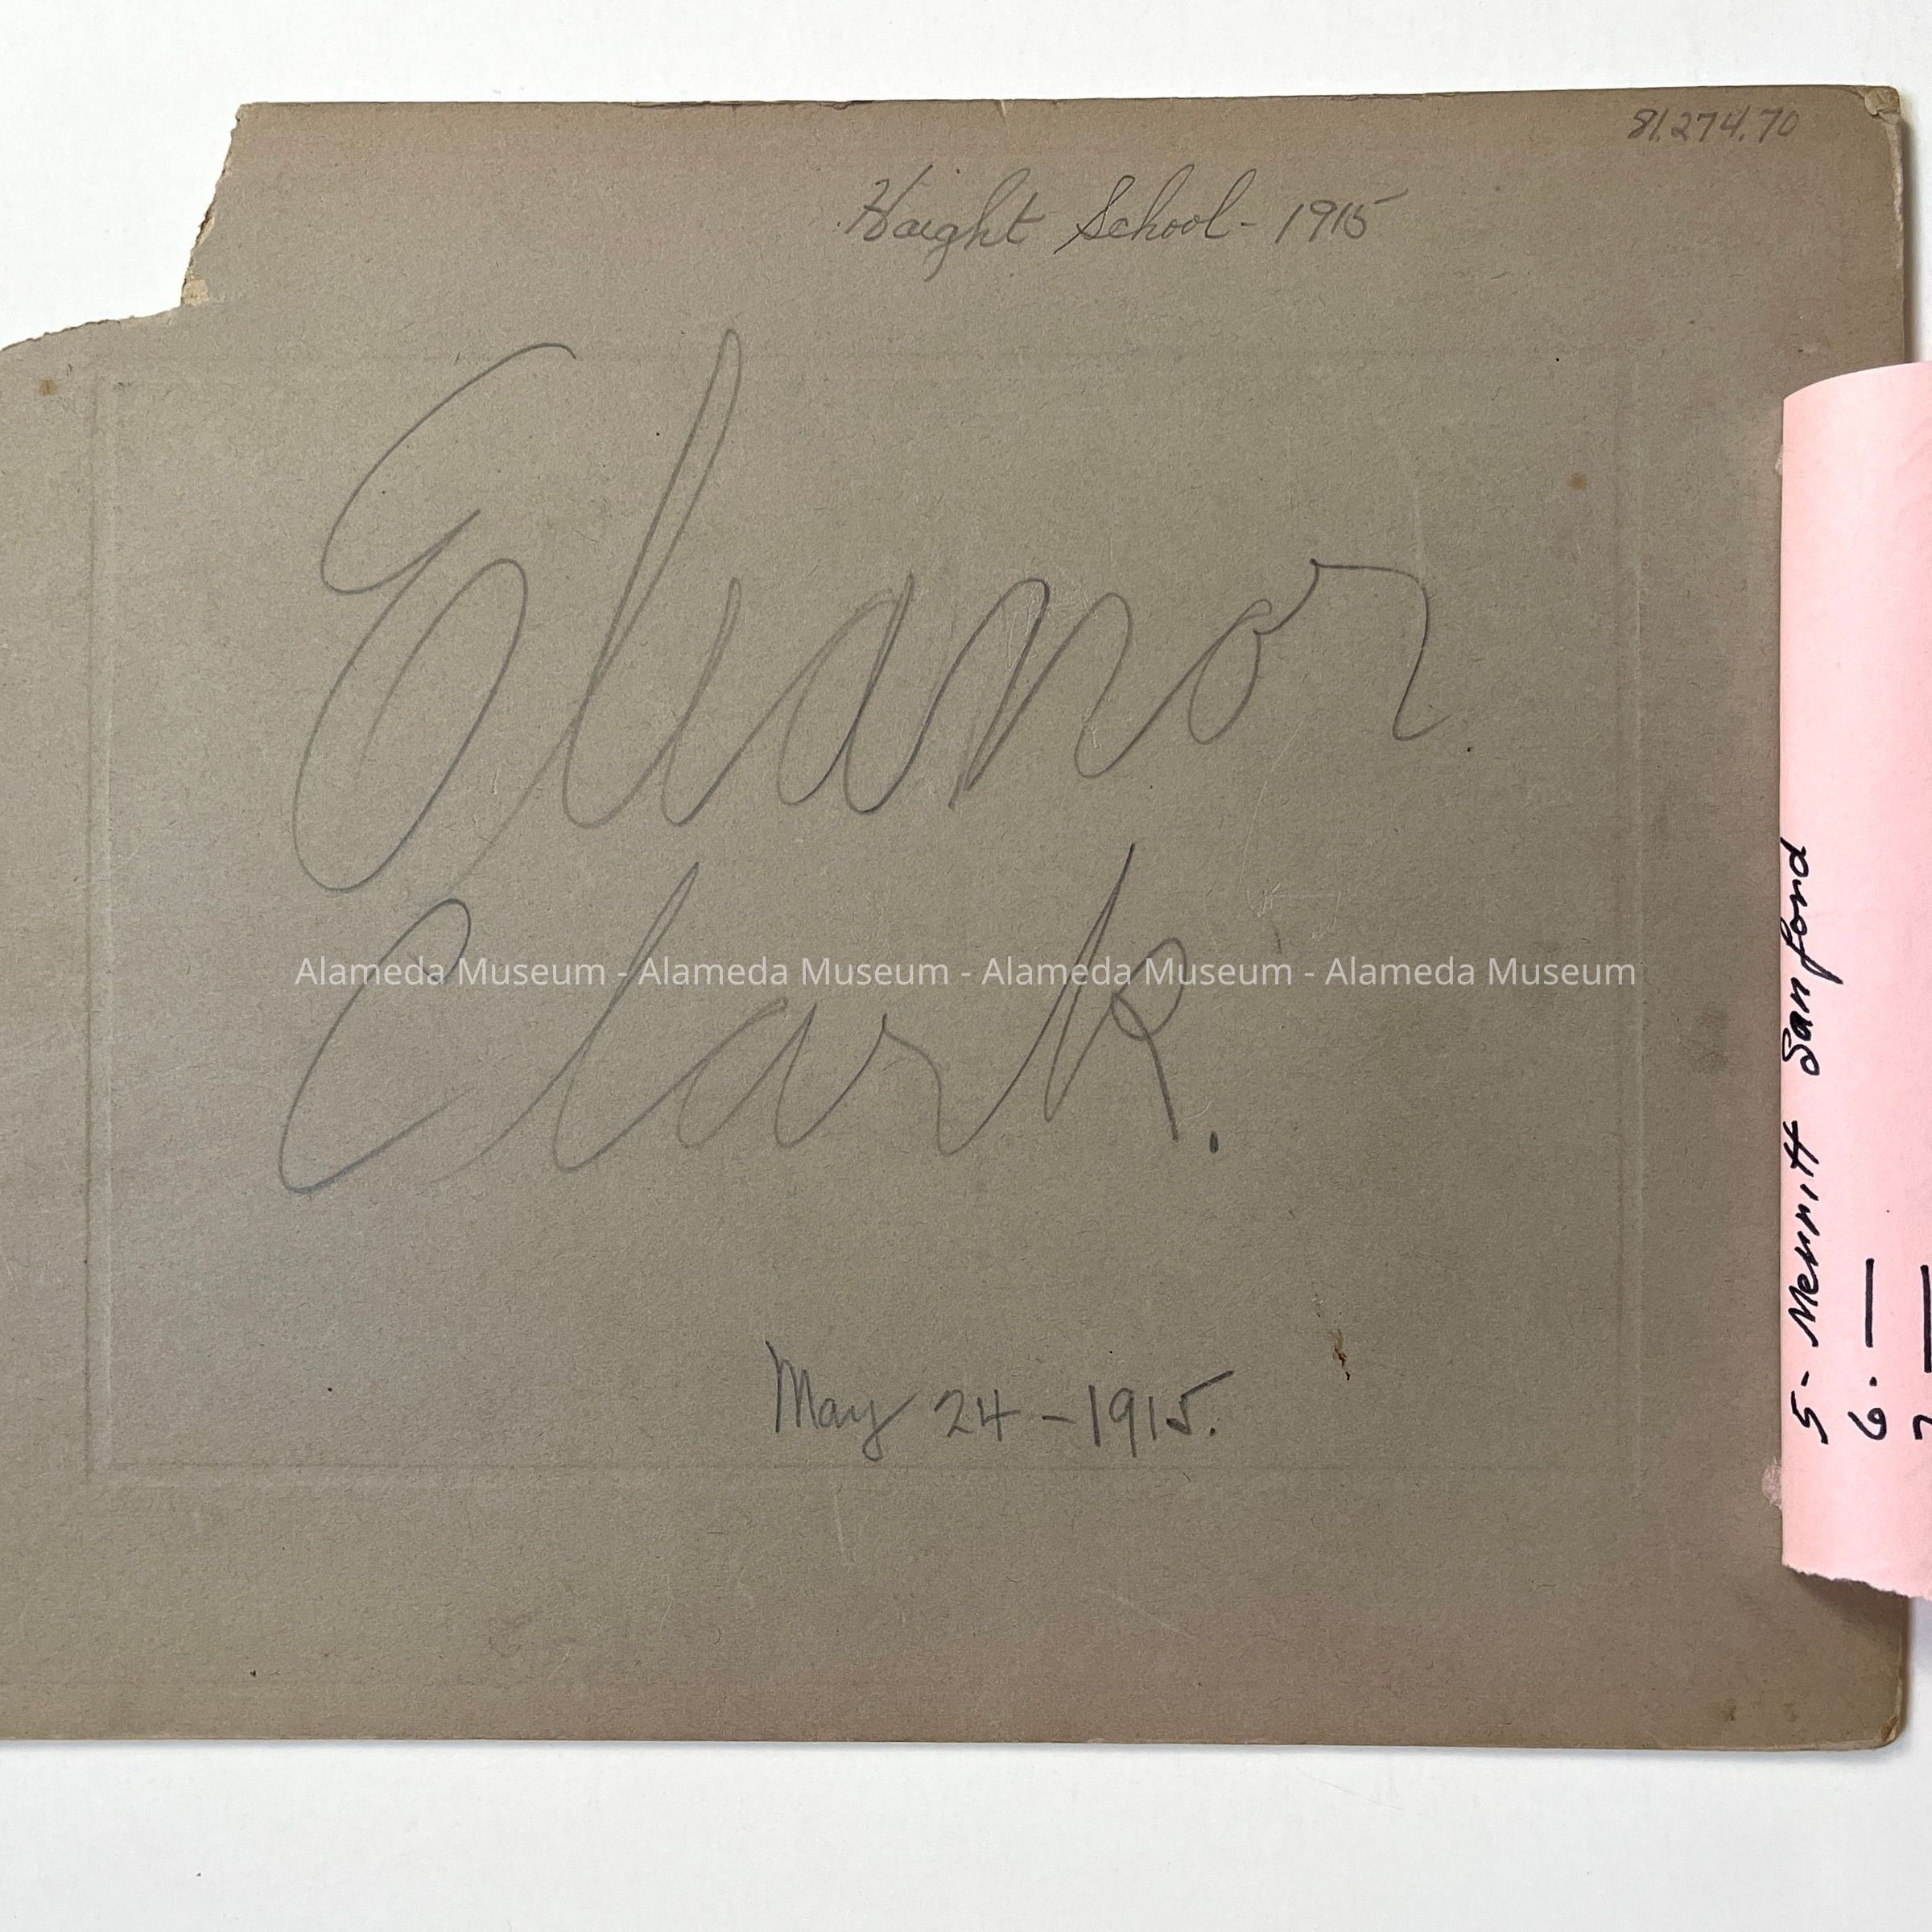 81.274.70
Haight School - 1915
Eleanor
Clark.
Alameda Museum - Alameda Museum - Alameda Museum - Alameda Museum
May 24 - 1915.
5- Merritt Sanford
6. —